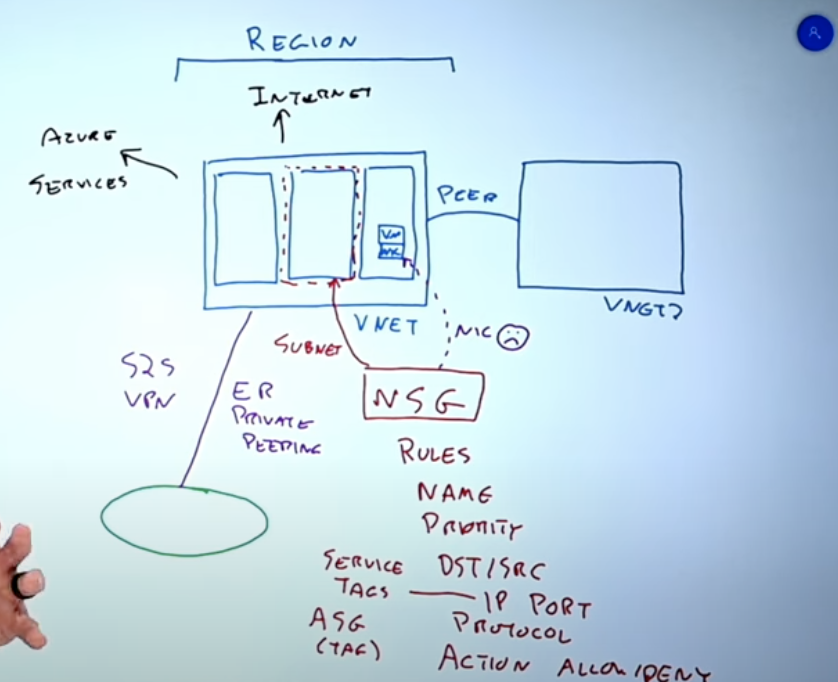 REGION
INTERNET
AZURE
SERVICES
PEER
VM
NIC
VNET
VNET2
SUBNET
NIC
S2S
VPN
ER
PRIVATE
PEERING
NSG
RULES
NAME
PRIORITY
SERVICE
TAGS
DST/SRC
IP PORT
ASG
(TAG)
PROTOCOL
ACTION ALLOW/DENY